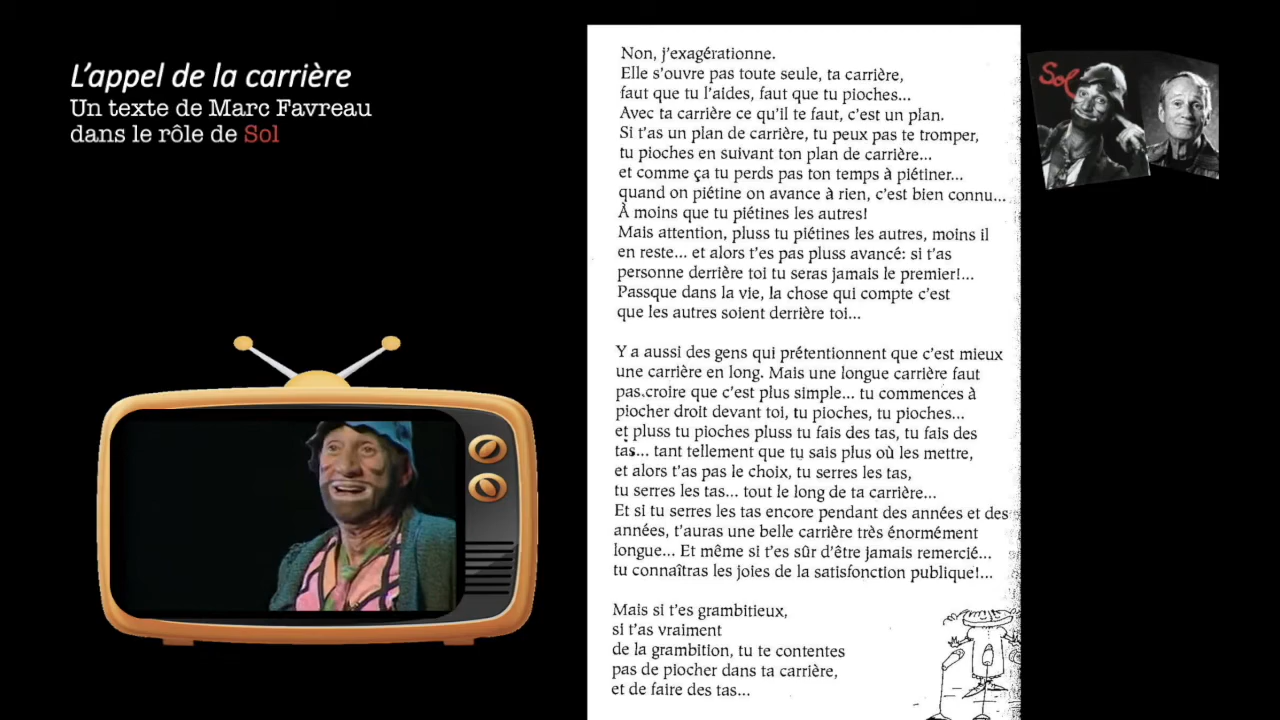 L'appel de la carrière
Un texte de Marc Favreau
dans le rôle de Sol
Non, j'exagérationne.
Elle s'ouvre pas toute seule, ta carrière,
faut que tu l'aides, faut que tu pioches...
Avec ta carrière ce qu'il te faut, c'est un plan.
Si t'as un plan de carrière, tu peux pas te tromper,
tu pioches en suivant ton plan de carrière...
et comme ça tu perds pas ton temps à piétiner...
quand on piétine on avance à rien, c'est bien connu...
À moins que tu piétines les autres!
Mais attention, pluss tu piétines les autres, moins il
en reste... et alors t'es pas pluss avancé: si t'as
personne derrière toi tu seras jamais le premier!...
Passque dans la vie, la chose qui compte c'est
que les autres soient derrière toi...
Y a aussi des gens qui prétentionnent que c'est mieux
une carrière en long. Mais une longue carrière faut
pas croire que c'est plus simple... tu commences à
piocher droit devant toi, tu pioches, tu pioches...
et pluss tu pioches pluss tu fais des tas, tu fais des
tas... tant tellement que tu sais plus où les mettre,
et alors t'as pas le choix, tu serres les tas,
tu serres les tas... tout le long de ta carrière...
Et si tu serres les tas encore pendant des années et des
années, t'auras une belle carrière très énormément
longue... Et même si t'es sûr d'être jamais remercié...
tu connaîtras les joies de la satisfonction publique!...
Mais si t'es grambitieux,
si t'as vraiment
de la grambition, tu te contentes
pas de piocher dans ta carrière,
et de faire des tas...
Sol